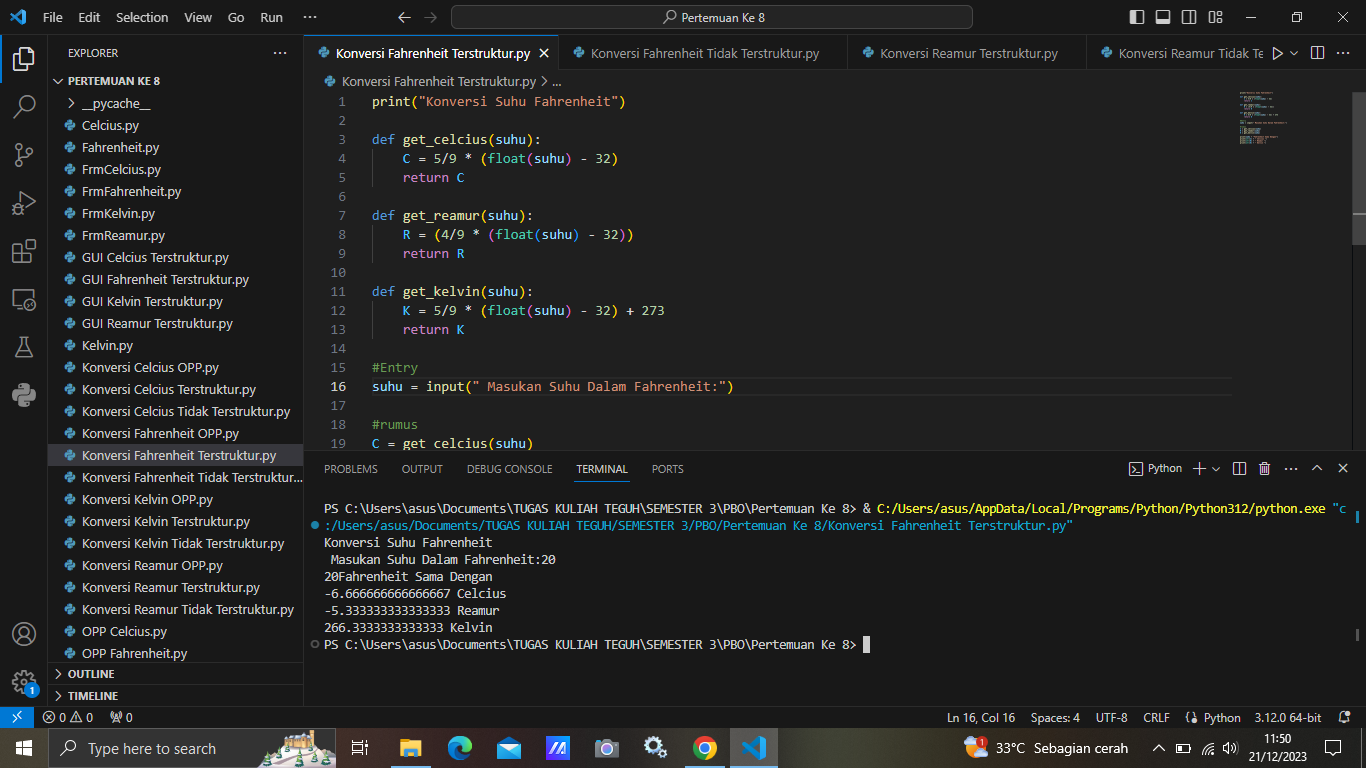 File Edit Selection View Go Run ··· Pertemuan Ke 8
EXPLORER ···
PERTEMUAN KE 8
__pycache__
Celcius.py
Fahrenheit.py
FrmCelcius.py
FrmFahrenheit.py
FrmKelvin.py
FrmReamur.py
GUI Celcius Terstruktur.py
GUI Fahrenheit Terstruktur.py
GUI Kelvin Terstruktur.py
GUI Reamur Terstruktur.py
Kelvin.py
Konversi Celcius OPP.py
Konversi Celcius Terstruktur.py
Konversi Celcius Tidak Terstruktur.py
Konversi Fahrenheit OPP.py
Konversi Fahrenheit Terstruktur.py
Konversi Fahrenheit Tidak Terstruktur...
Konversi Kelvin OPP.py
Konversi Kelvin Terstruktur.py
Konversi Kelvin Tidak Terstruktur.py
Konversi Reamur OPP.py
Konversi Reamur Terstruktur.py
Konversi Reamur Tidak Terstruktur.py
OPP Celcius.py
OPP Fahrenheit.py
OUTLINE
TIMELINE
1
Konversi Fahrenheit Terstruktur.py Konversi Fahrenheit Tidak Terstruktur.py Konversi Reamur Terstruktur.py Konversi Reamur Tidak Te ···
Konversi Fahrenheit Terstruktur.py > ...
1 print("Konversi Suhu Fahrenheit")
2
3 def get_celcius(suhu):
4     C = 5/9 * (float(suhu) - 32)
5     return C
6
7 def get_reamur(suhu):
8     R = (4/9 * (float(suhu) - 32))
9     return R
10
11 def get_kelvin(suhu):
12     K = 5/9 * (float(suhu) - 32) + 273
13     return K
14
15 #Entry
16 suhu = input(" Masukan Suhu Dalam Fahrenheit:")
17
18 #rumus
19 C = get_celcius(suhu)
PROBLEMS OUTPUT DEBUG CONSOLE TERMINAL PORTS Python ···
PS C:\Users\asus\Documents\TUGAS KULIAH TEGUH\SEMESTER 3\PBO\Pertemuan Ke 8> & C:/Users/asus/AppData/Local/Programs/Python/Python312/python.exe "c
:/Users/asus/Documents/TUGAS KULIAH TEGUH/SEMESTER 3/PBO/Pertemuan Ke 8/Konversi Fahrenheit Terstruktur.py"
Konversi Suhu Fahrenheit
 Masukan Suhu Dalam Fahrenheit:20
20Fahrenheit Sama Dengan
-6.666666666666667 Celcius
-5.333333333333333 Reamur
266.3333333333333 Kelvin
PS C:\Users\asus\Documents\TUGAS KULIAH TEGUH\SEMESTER 3\PBO\Pertemuan Ke 8>
0 0 0 Ln 16, Col 16 Spaces: 4 UTF-8 CRLF Python 3.12.0 64-bit
Type here to search 1 33°C Sebagian cerah 11:50
21/12/2023